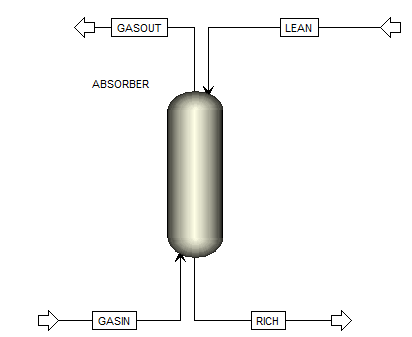 GASOUT
LEAN
ABSORBER
GASIN
RICH